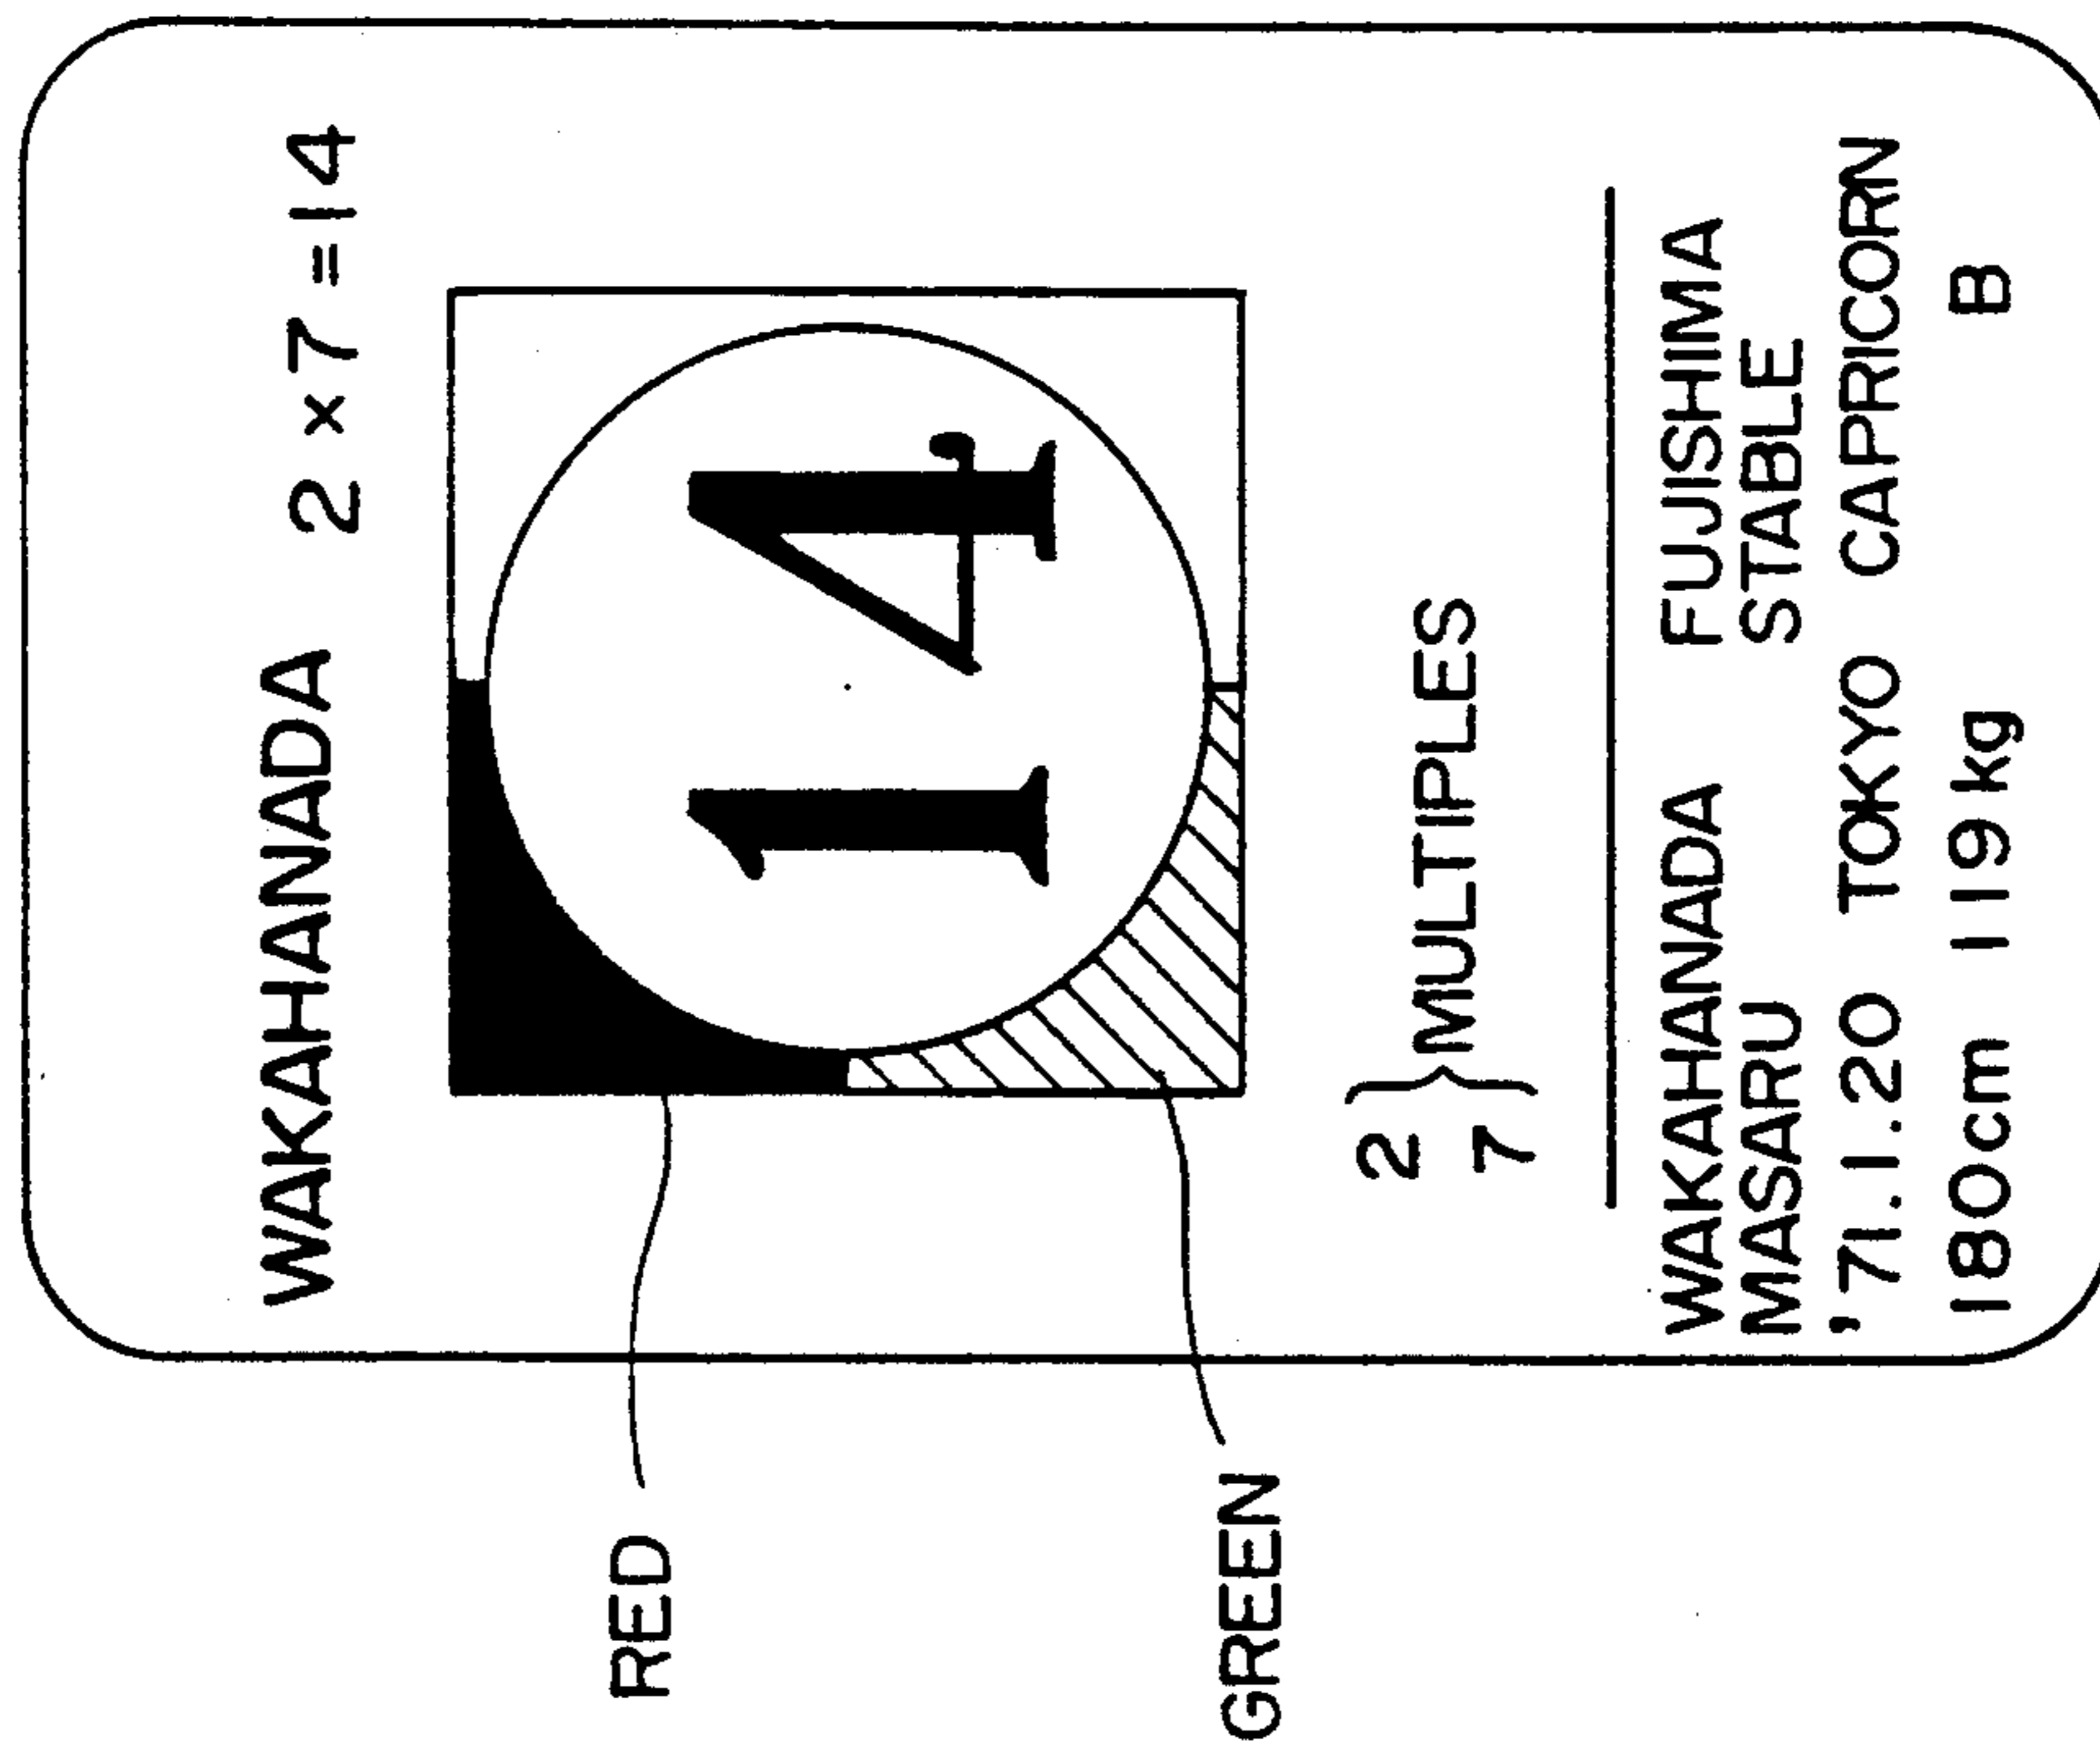 WAKAHANADA 2 × 7 = 14
14
RED
GREEN
2
7 } MULTIPLES
WAKAHANADA FUJISHIMA
MASARU STABLE
'71.1.20 TOKYO CAPRICORN
180cm 119kg B